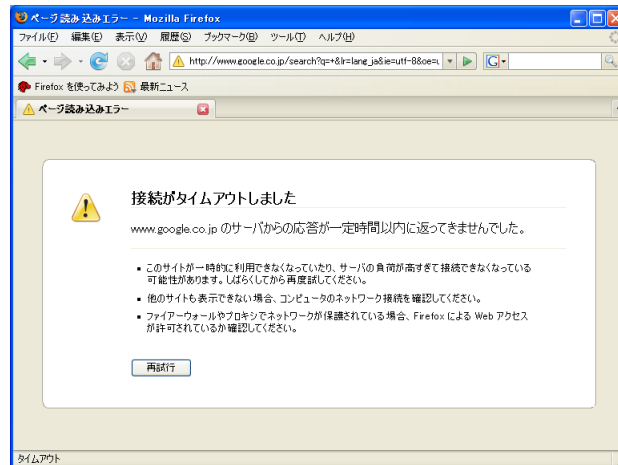 ページ読み込みエラー - Mozilla Firefox
ファイル(F) 編集(E) 表示(V) 履歴(S) ブックマーク(B) ツール(T) ヘルプ(H)
http://www.google.co.jp/search?q=+&lr=lang_ja&ie=utf-8&oe=u
G
Firefox を使ってみよう 最新ニュース
ページ読み込みエラー
接続がタイムアウトしました
www.google.co.jp のサーバからの応答が一定時間以内に返ってきませんでした。
このサイトが一時的に利用できなくなっていたり、サーバの負荷が高すぎて接続できなくなっている
可能性があります。しばらくしてから再度試してください。
他のサイトも表示できない場合、コンピュータのネットワーク接続を確認してください。
ファイアーウォールやプロキシでネットワークが保護されている場合、Firefox による Web アクセス
が許可されているか確認してください。
再試行
タイムアウト